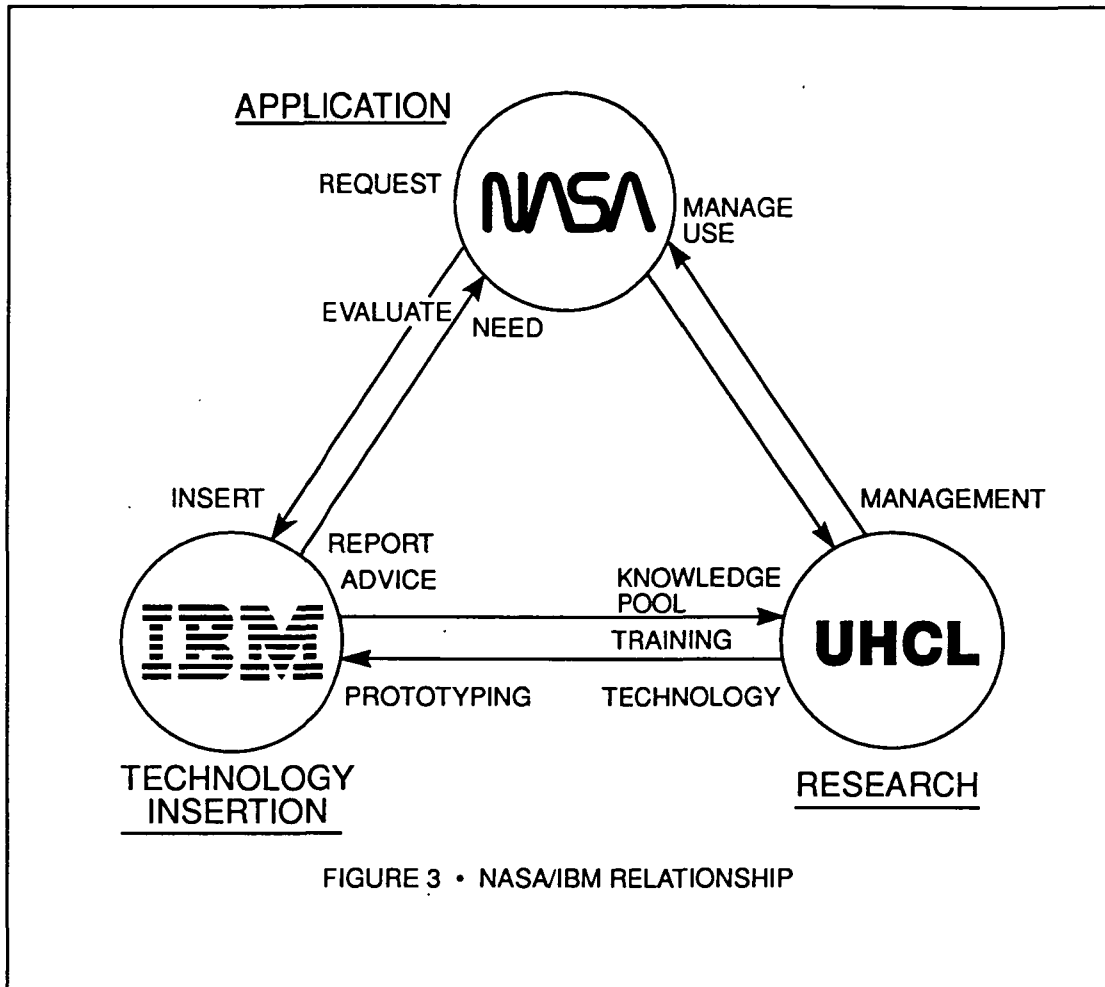 APPLICATION
REQUEST
NASA
MANAGE
USE
EVALUATE
NEED
INSERT
MANAGEMENT
REPORT
ADVICE
KNOWLEDGE
POOL
IBM
TRAINING
UHCL
PROTOTYPING
TECHNOLOGY
TECHNOLOGY
INSERTION
RESEARCH
FIGURE 3 • NASA/IBM RELATIONSHIP